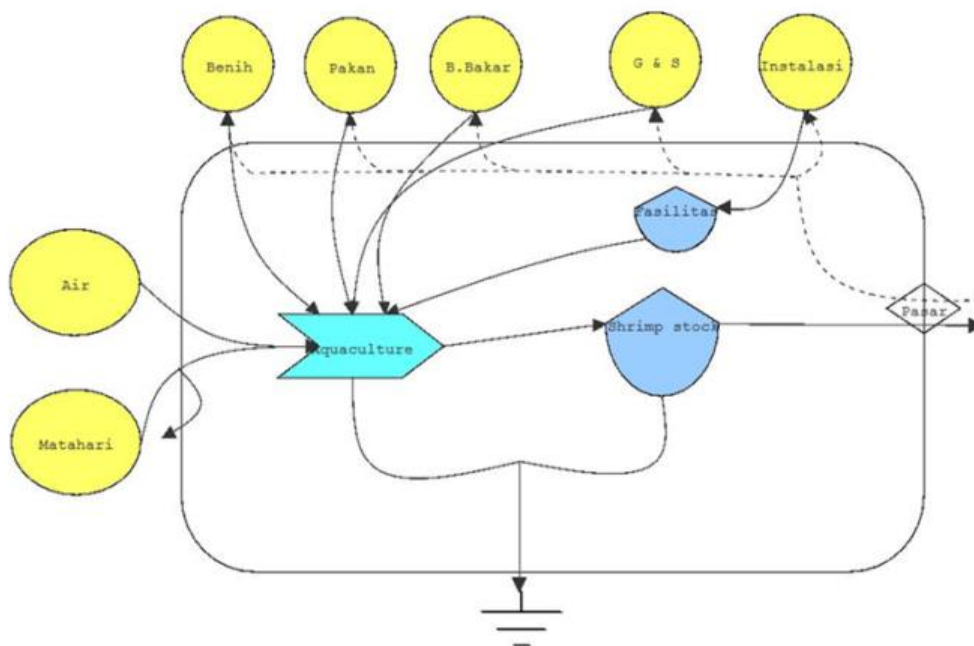 Benih
Pakan
B.Bakar
G & S
Instalasi
Fasilitas
Air
Pasar
Shrimp stock
Aquaculture
Matahari